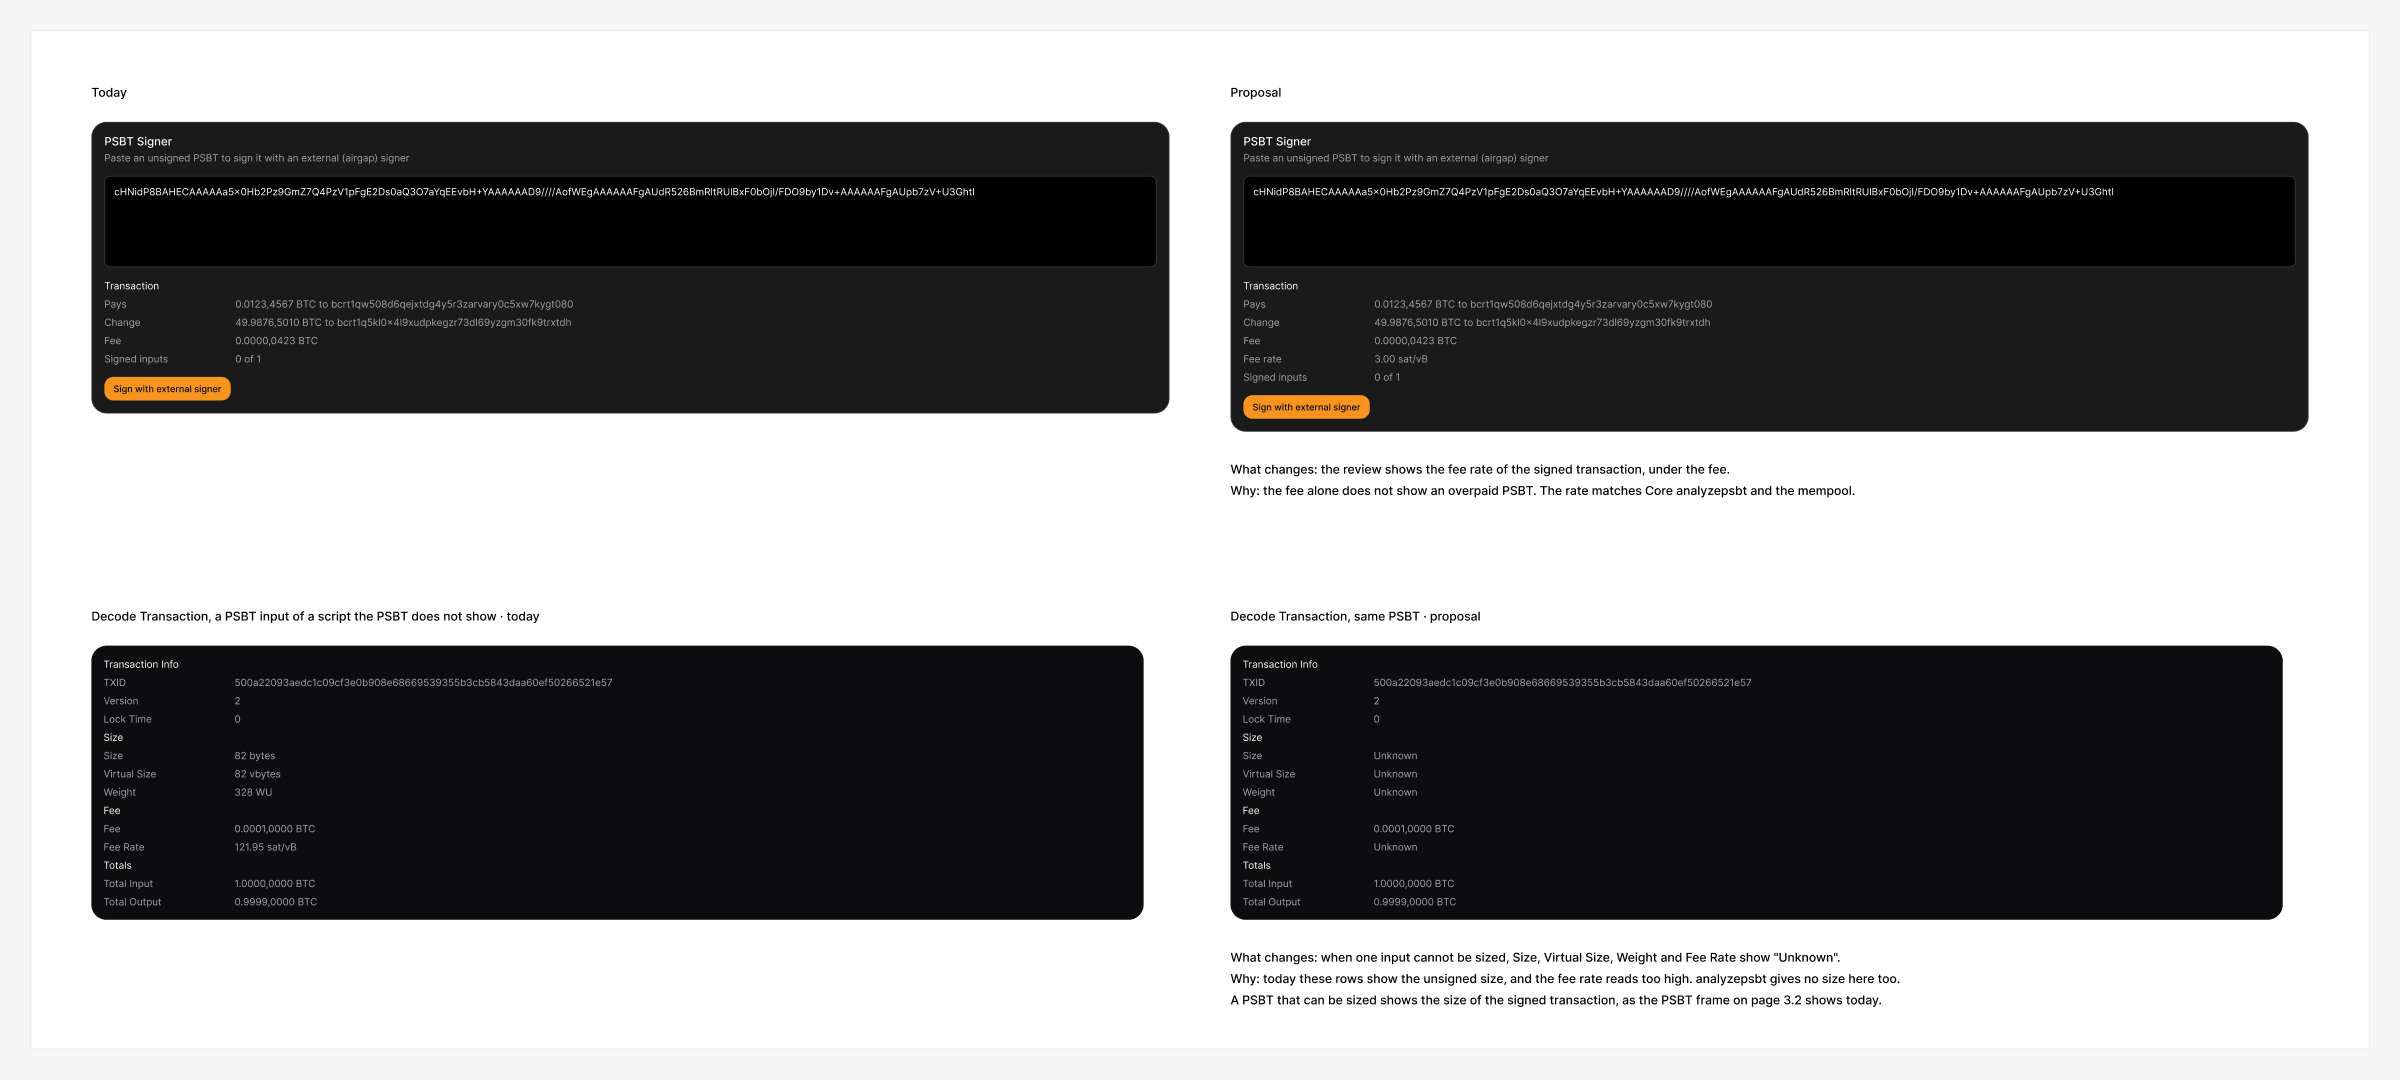 Today
PSBT Signer
Paste an unsigned PSBT to sign it with an external (airgap) signer
cHNidP8BAHECAAAAAa5×0Hb2Pz9GmZ7Q4PzV1pFgE2Ds0aQ3O7aYqEEvbH+YAAAAAAD9////AofWEgAAAAAAFgAUdR526BmRltRUIBxF0bOjI/FDO9by1Dv+AAAAAAFgAUpb7zV+U3GhtI
Transaction
Pays 0.0123,4567 BTC to bcrt1qw508d6qejxtdg4y5r3zarvary0c5xw7kygt080
Change 49.9876,5010 BTC to bcrt1q5kl0×4l9xudpkegzr73dl69yzgm30fk9trxtdh
Fee 0.0000,0423 BTC
Signed inputs 0 of 1
Sign with external signer
Proposal
PSBT Signer
Paste an unsigned PSBT to sign it with an external (airgap) signer
cHNidP8BAHECAAAAAa5×0Hb2Pz9GmZ7Q4PzV1pFgE2Ds0aQ3O7aYqEEvbH+YAAAAAAD9////AofWEgAAAAAAFgAUdR526BmRltRUIBxF0bOjI/FDO9by1Dv+AAAAAAFgAUpb7zV+U3GhtI
Transaction
Pays 0.0123,4567 BTC to bcrt1qw508d6qejxtdg4y5r3zarvary0c5xw7kygt080
Change 49.9876,5010 BTC to bcrt1q5kl0×4l9xudpkegzr73dl69yzgm30fk9trxtdh
Fee 0.0000,0423 BTC
Fee rate 3.00 sat/vB
Signed inputs 0 of 1
Sign with external signer
What changes: the review shows the fee rate of the signed transaction, under the fee.
Why: the fee alone does not show an overpaid PSBT. The rate matches Core analyzepsbt and the mempool.
Decode Transaction, a PSBT input of a script the PSBT does not show · today
Transaction Info
TXID 500a22093aedc1c09cf3e0b908e68669539355b3cb5843daa60ef50266521e57
Version 2
Lock Time 0
Size
Size 82 bytes
Virtual Size 82 vbytes
Weight 328 WU
Fee
Fee 0.0001,0000 BTC
Fee Rate 121.95 sat/vB
Totals
Total Input 1.0000,0000 BTC
Total Output 0.9999,0000 BTC
Decode Transaction, same PSBT · proposal
Transaction Info
TXID 500a22093aedc1c09cf3e0b908e68669539355b3cb5843daa60ef50266521e57
Version 2
Lock Time 0
Size
Size Unknown
Virtual Size Unknown
Weight Unknown
Fee
Fee 0.0001,0000 BTC
Fee Rate Unknown
Totals
Total Input 1.0000,0000 BTC
Total Output 0.9999,0000 BTC
What changes: when one input cannot be sized, Size, Virtual Size, Weight and Fee Rate show "Unknown".
Why: today these rows show the unsigned size, and the fee rate reads too high. analyzepsbt gives no size here too.
A PSBT that can be sized shows the size of the signed transaction, as the PSBT frame on page 3.2 shows today.